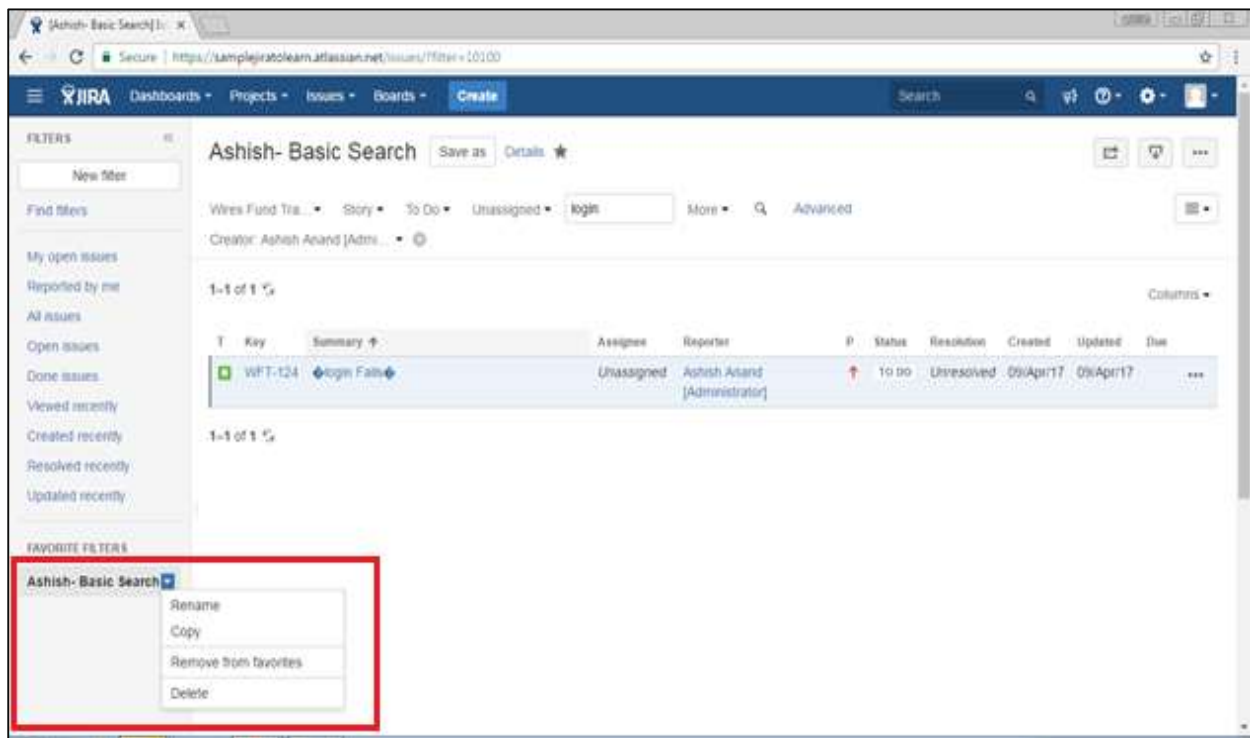 [Ashish- Basic Search] I
Secure | https://samplejiratolearn.atlassian.net/issues/?filter=10100
JIRA Dashboards Projects Issues Boards Create Search
FILTERS
New filter
Find filters
My open issues
Reported by me
All issues
Open issues
Done issues
Viewed recently
Created recently
Resolved recently
Updated recently
FAVORITE FILTERS
Ashish- Basic Search
Rename
Copy
Remove from favorites
Delete
Ashish- Basic Search Save as Details
Wires Fund Tra... Story To Do Unassigned login More Advanced
Creator: Ashish Anand [Admi...
1–1 of 1
Columns
T Key Summary Assignee Reporter P Status Resolution Created Updated Due
WFT-124 �login Fails� Unassigned Ashish Anand [Administrator] TO DO Unresolved 09/Apr/17 09/Apr/17
1–1 of 1